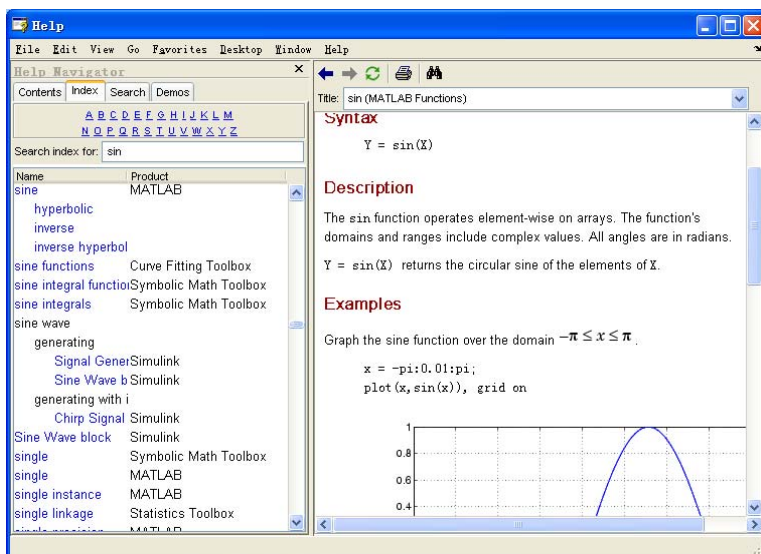 Help
File Edit View Go Favorites Desktop Window Help
Help Navigator
Contents Index Search Demos
A B C D E F G H I J K L M
N O P Q R S T U V W X Y Z
Search index for: sin
Name Product
sine MATLAB
hyperbolic
inverse
inverse hyperbol
sine functions Curve Fitting Toolbox
sine integral function Symbolic Math Toolbox
sine integrals Symbolic Math Toolbox
sine wave
generating
Signal Gener Simulink
Sine Wave b Simulink
generating with i
Chirp Signal Simulink
Sine Wave block Simulink
single Symbolic Math Toolbox
single MATLAB
single instance MATLAB
single linkage Statistics Toolbox
single precision MATLAB
Title: sin (MATLAB Functions)
Syntax
Y = sin(X)
Description
The sin function operates element-wise on arrays. The function's
domains and ranges include complex values. All angles are in radians.
Y = sin(X) returns the circular sine of the elements of X.
Examples
Graph the sine function over the domain −π ≤ x ≤ π .
x = -pi:0.01:pi;
plot(x,sin(x)), grid on
1
0.8
0.6
0.4